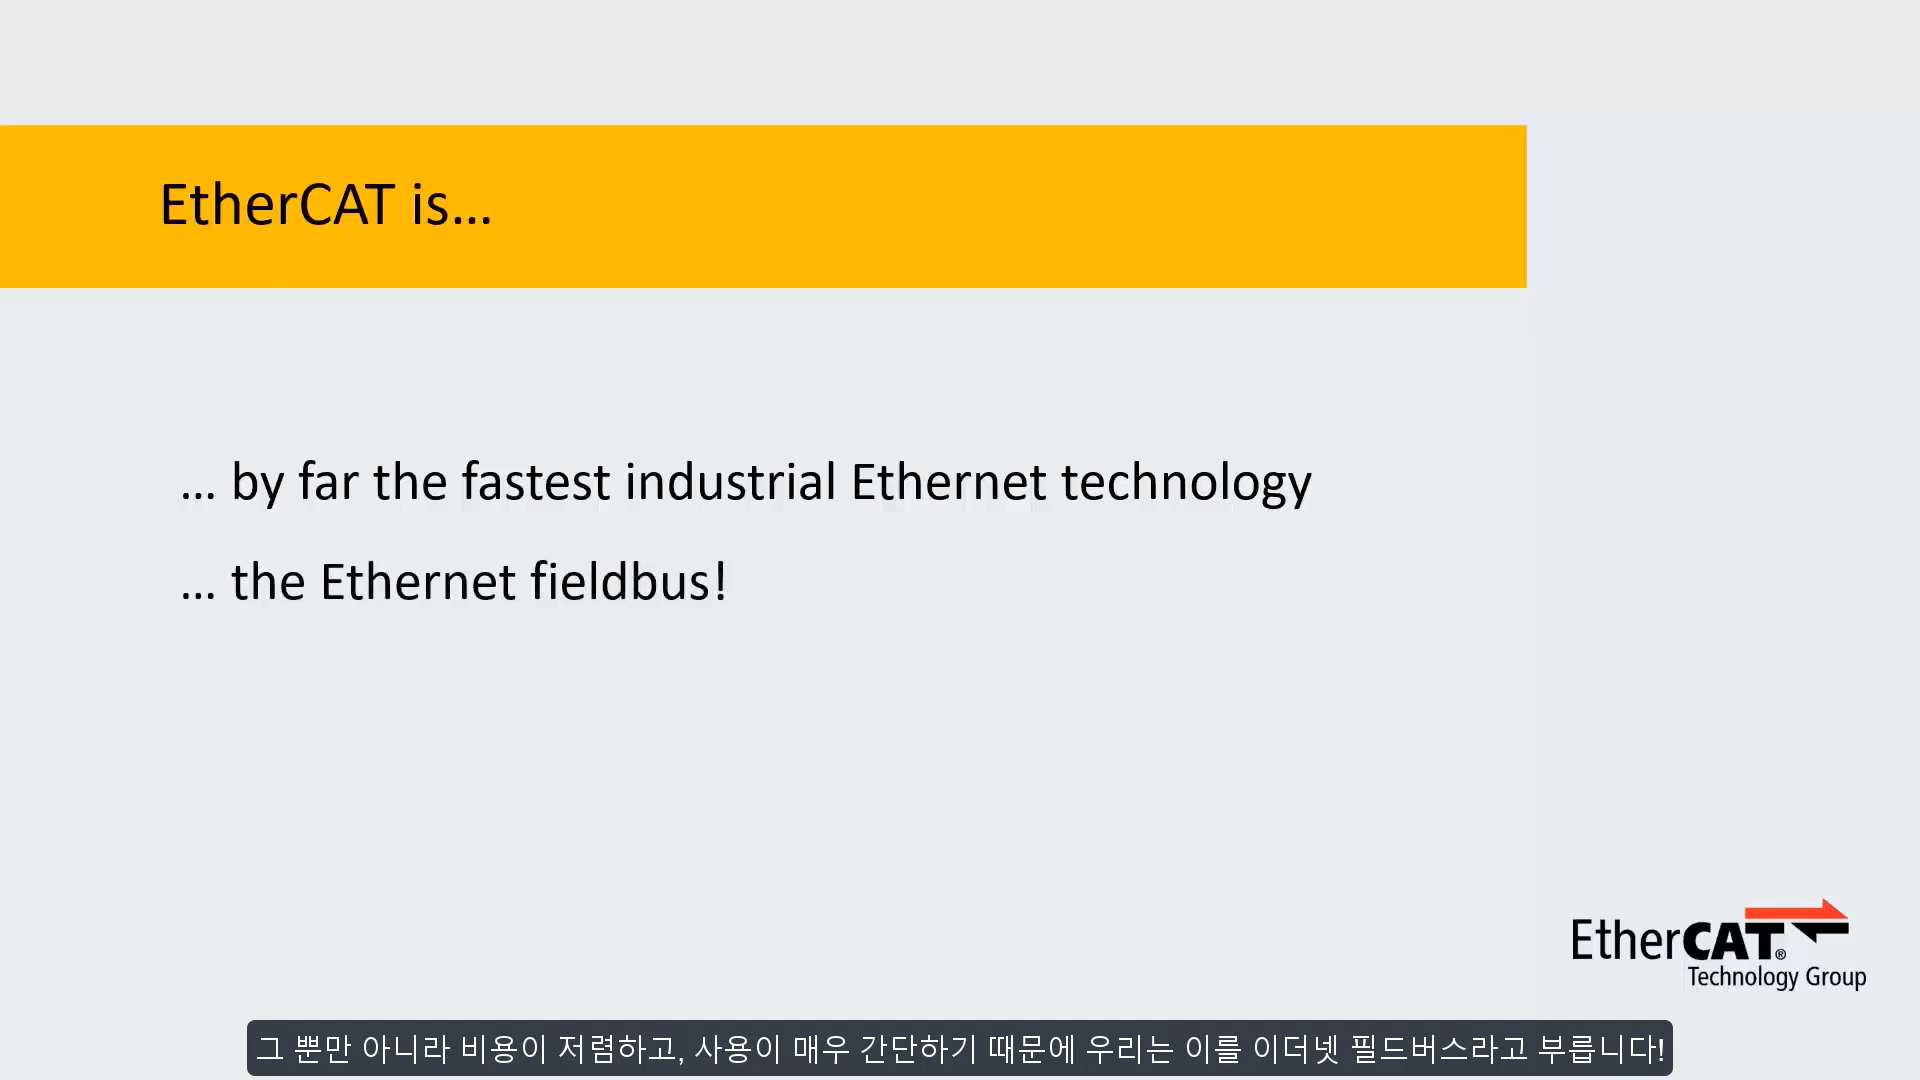 EtherCAT is...
... by far the fastest industrial Ethernet technology
... the Ethernet fieldbus!
EtherCAT®
Technology Group
그 뿐만 아니라 비용이 저렴하고, 사용이 매우 간단하기 때문에 우리는 이를 이더넷 필드버스라고 부릅니다!